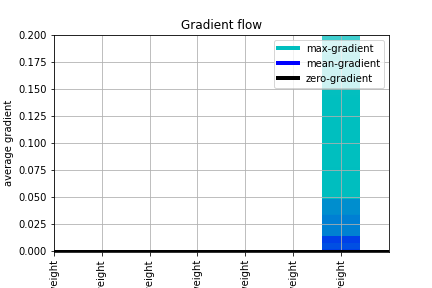 Gradient flow
average gradient
0.200
0.175
0.150
0.125
0.100
0.075
0.050
0.025
0.000
max-gradient
mean-gradient
zero-gradient
eight
eight
eight
eight
eight
eight
eight